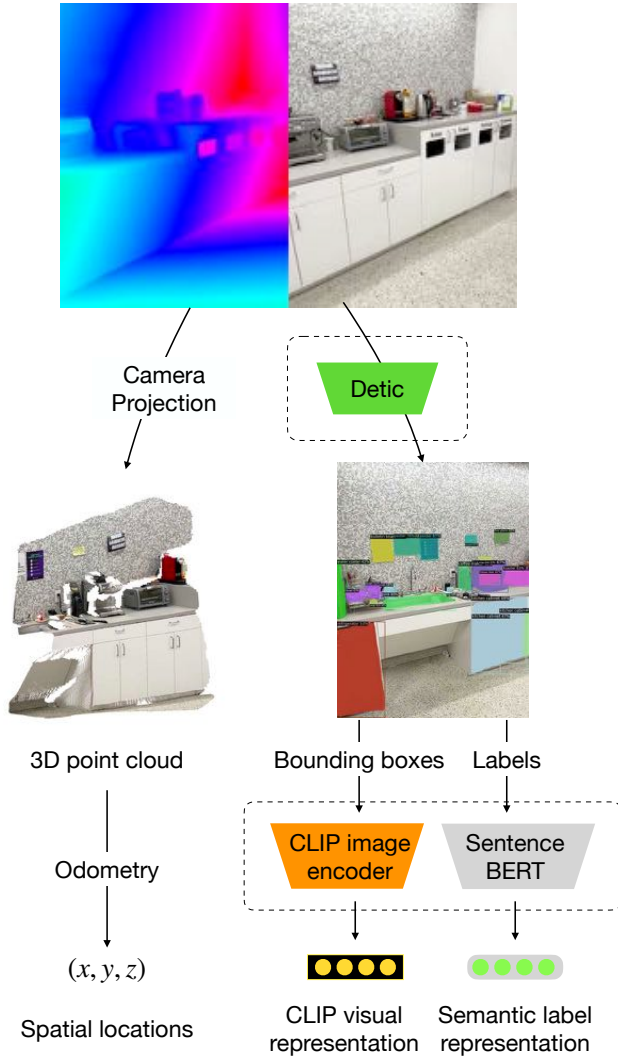 Camera
Projection
Detic
3D point cloud
Bounding boxes
Labels
Odometry
CLIP image
encoder
Sentence
BERT
(x, y, z)
Spatial locations
CLIP visual
representation
Semantic label
representation